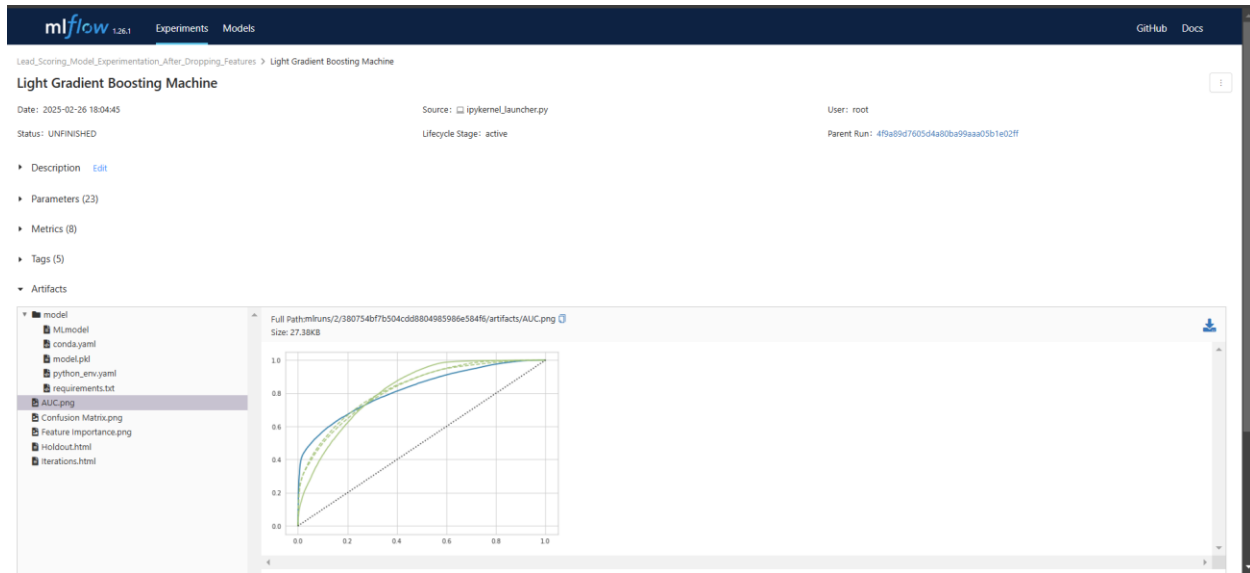 mlflow 1.26.1 Experiments Models GitHub Docs
Lead_Scoring_Model_Experimentation_After_Dropping_Features > Light Gradient Boosting Machine
Light Gradient Boosting Machine
Date: 2025-02-26 18:04:45 Source: ipykernel_launcher.py User: root
Status: UNFINISHED Lifecycle Stage: active Parent Run: 4f9a89d7605d4a80ba99aaa05b1e02ff
Description Edit
Parameters (23)
Metrics (8)
Tags (5)
Artifacts
model
MLmodel
conda.yaml
model.pkl
python_env.yaml
requirements.txt
AUC.png
Confusion Matrix.png
Feature Importance.png
Holdout.html
Iterations.html
Full Path:mlruns/2/380754bf7b504cdd8804985986e584f6/artifacts/AUC.png
Size: 27.38KB
1.0
0.8
0.6
0.4
0.2
0.0
0.0 0.2 0.4 0.6 0.8 1.0